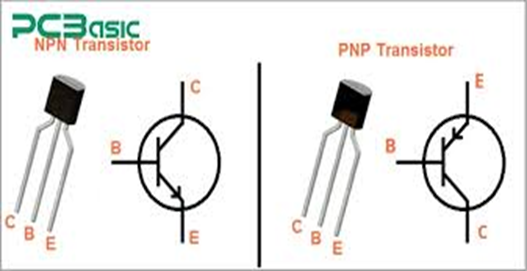 PCBasic
NPN Transistor
C
B
E
C B E
PNP Transistor
E
B
C
C B E